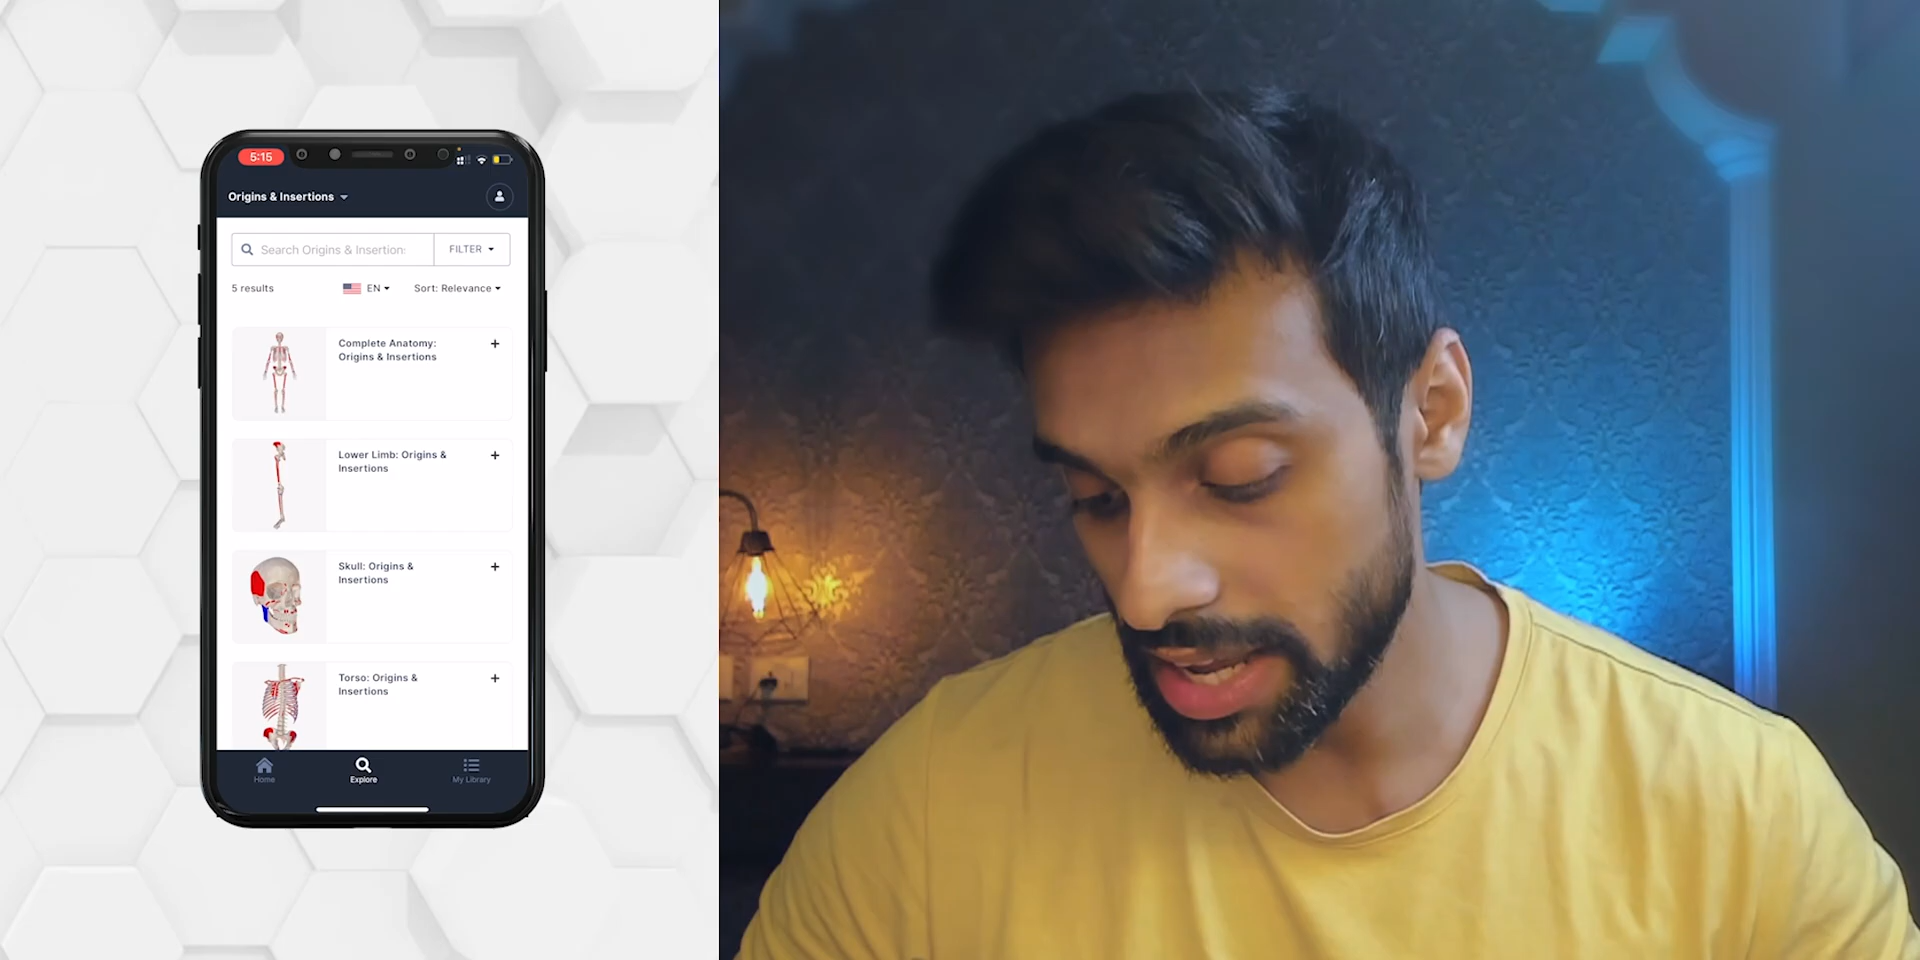 5:15
Origins & Insertions
Search Origins & Insertion:
FILTER
5 results
EN
Sort: Relevance
Complete Anatomy:
Origins & Insertions
Lower Limb: Origins &
Insertions
Skull: Origins &
Insertions
Torso: Origins &
Insertions
Home
Explore
My Library